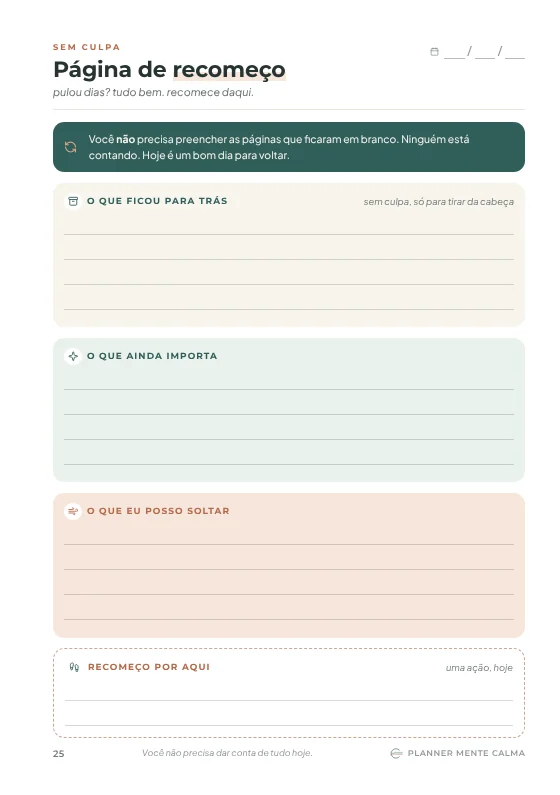 SEM CULPA
Página de recomeço
pulou dias? tudo bem. recomece daqui.
___ / ___ / ___
Você não precisa preencher as páginas que ficaram em branco. Ninguém está
contando. Hoje é um bom dia para voltar.
O QUE FICOU PARA TRÁS
sem culpa, só para tirar da cabeça
O QUE AINDA IMPORTA
O QUE EU POSSO SOLTAR
RECOMEÇO POR AQUI
uma ação, hoje
25
Você não precisa dar conta de tudo hoje.
PLANNER MENTE CALMA